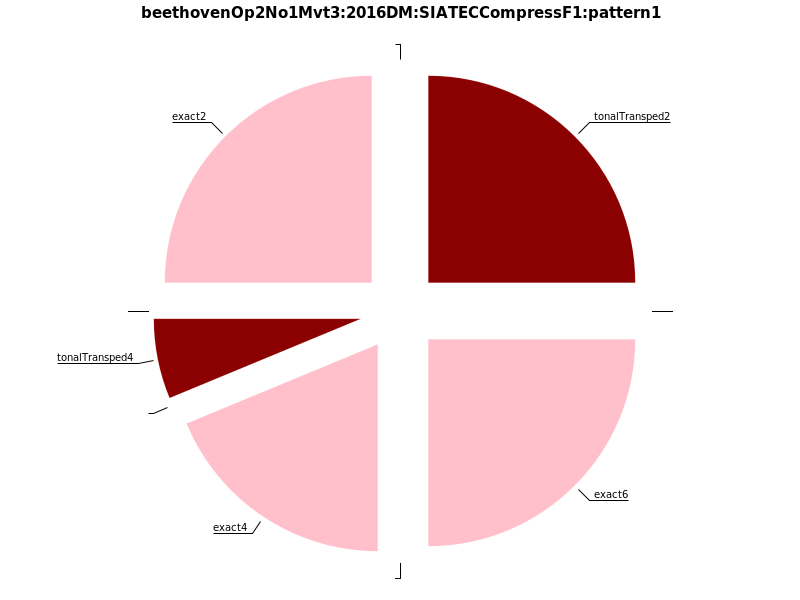 beethovenOp2No1Mvt3:2016DM:SIATECCompressF1:pattern1
exact2
tonalTransped2
tonalTransped4
exact6
exact4